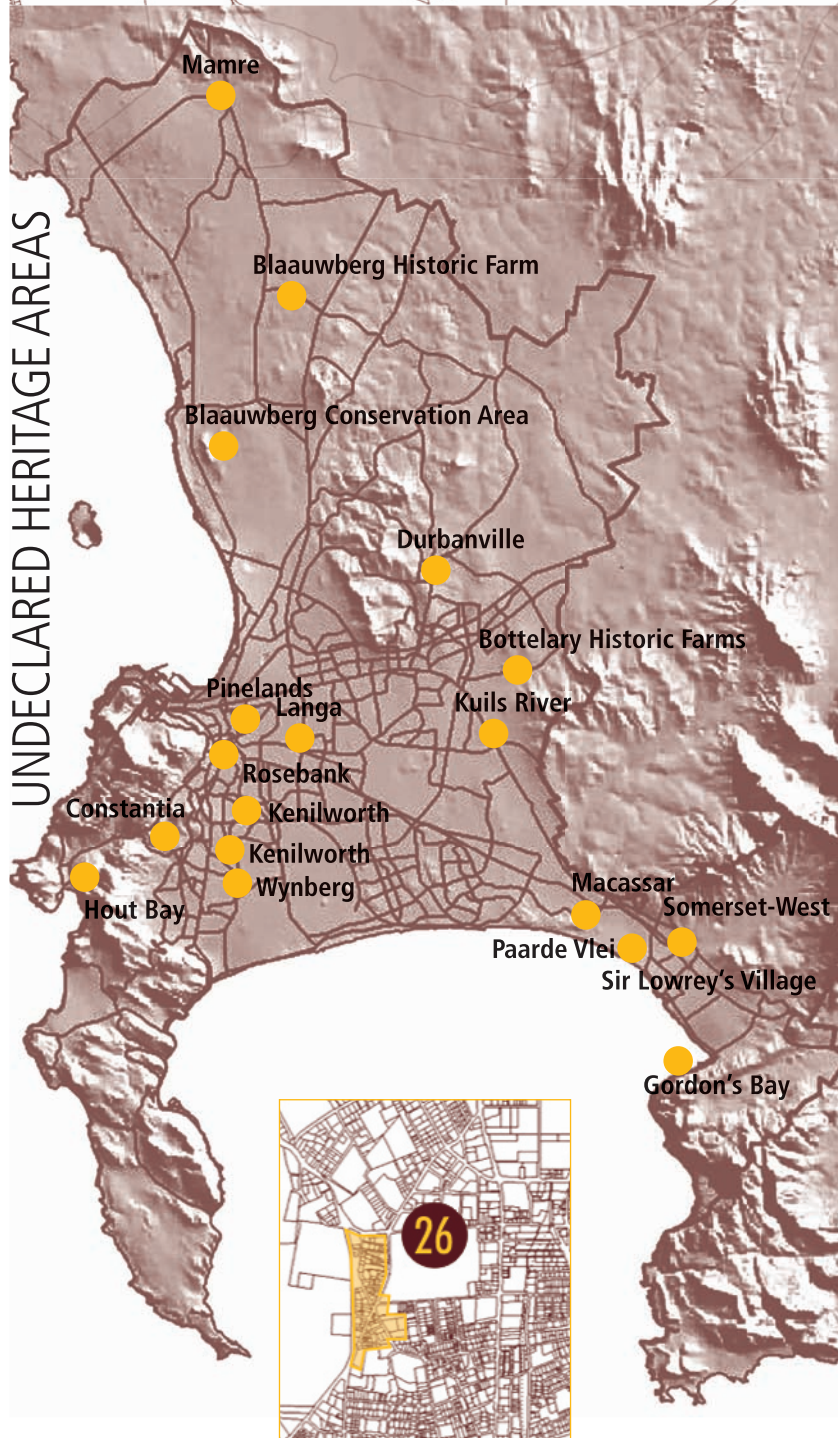 UNDECLARED HERITAGE AREAS
Mamre
Blaauwberg Historic Farm
Blaauwberg Conservation Area
Durbanville
Bottelary Historic Farms
Pinelands
Langa
Kuils River
Rosebank
Constantia
Kenilworth
Kenilworth
Wynberg
Hout Bay
Macassar
Somerset-West
Paarde Vlei
Sir Lowrey's Village
Gordon's Bay
26